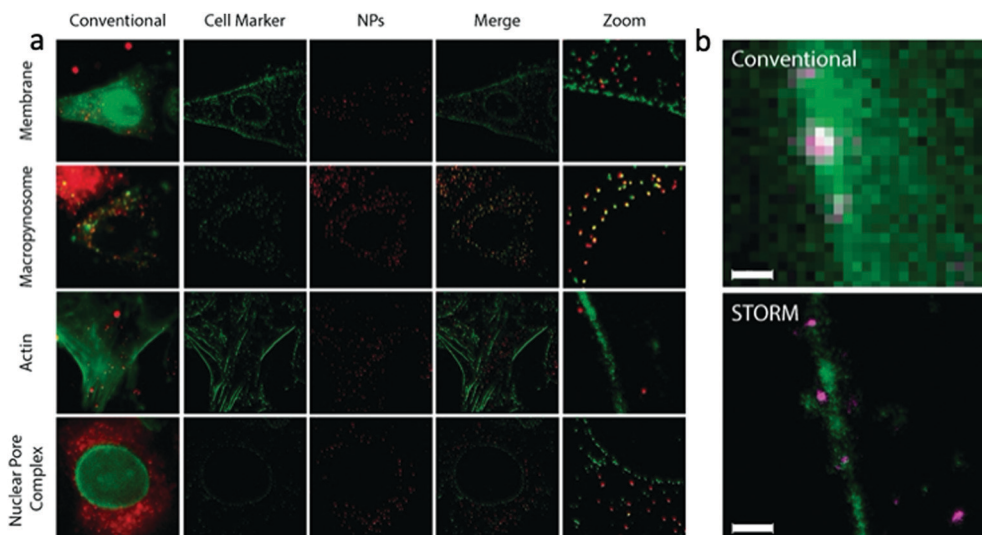 Conventional Cell Marker NPs Merge Zoom
a
b
Membrane
Macropynosome
Actin
Nuclear Pore
Complex
Conventional
STORM